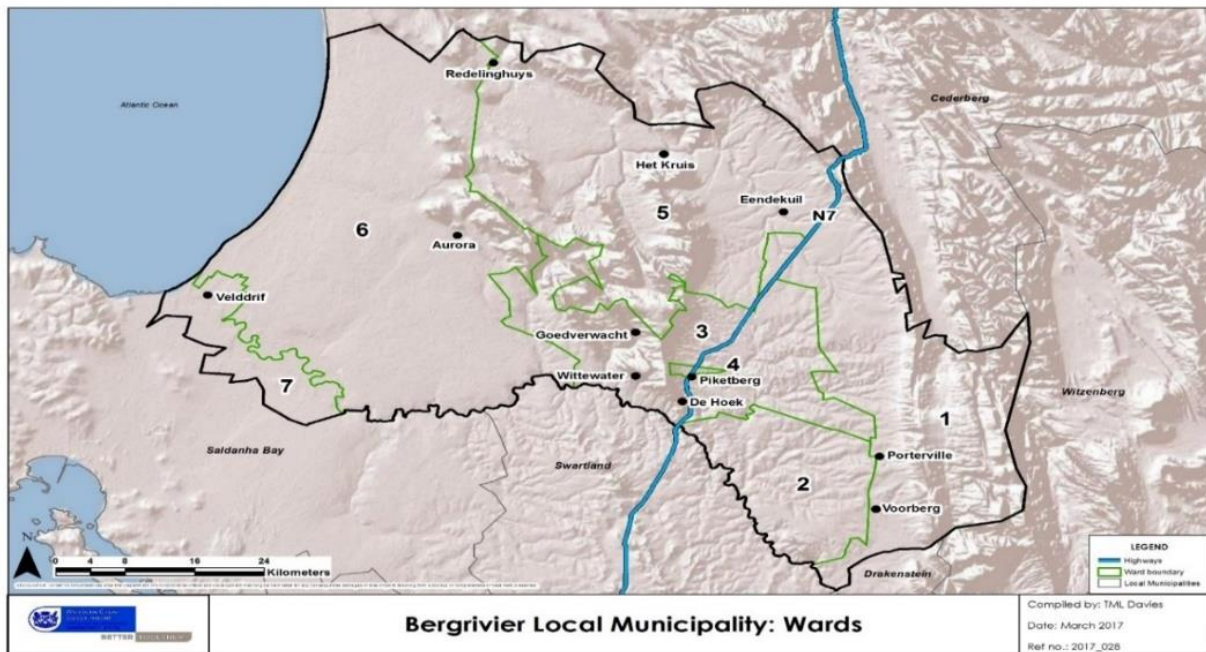 Atlantic Ocean
Redelinghuys
Cederberg
Het Kruis
5
Eendekuil
N7
6
Aurora
Velddrif
Goedverwacht
3
4
Wittewater
Piketberg
De Hoek
7
1
Witzenberg
Saldanha Bay
Swartland
2
Porterville
Voorberg
Drakenstein
N
0 4 8 16 24
Kilometers
LEGEND
Highways
Ward boundary
Local Municipalities
BETTER TOGETHER.
Bergrivier Local Municipality: Wards
Compiled by: TML Davies
Date: March 2017
Ref no.: 2017_028